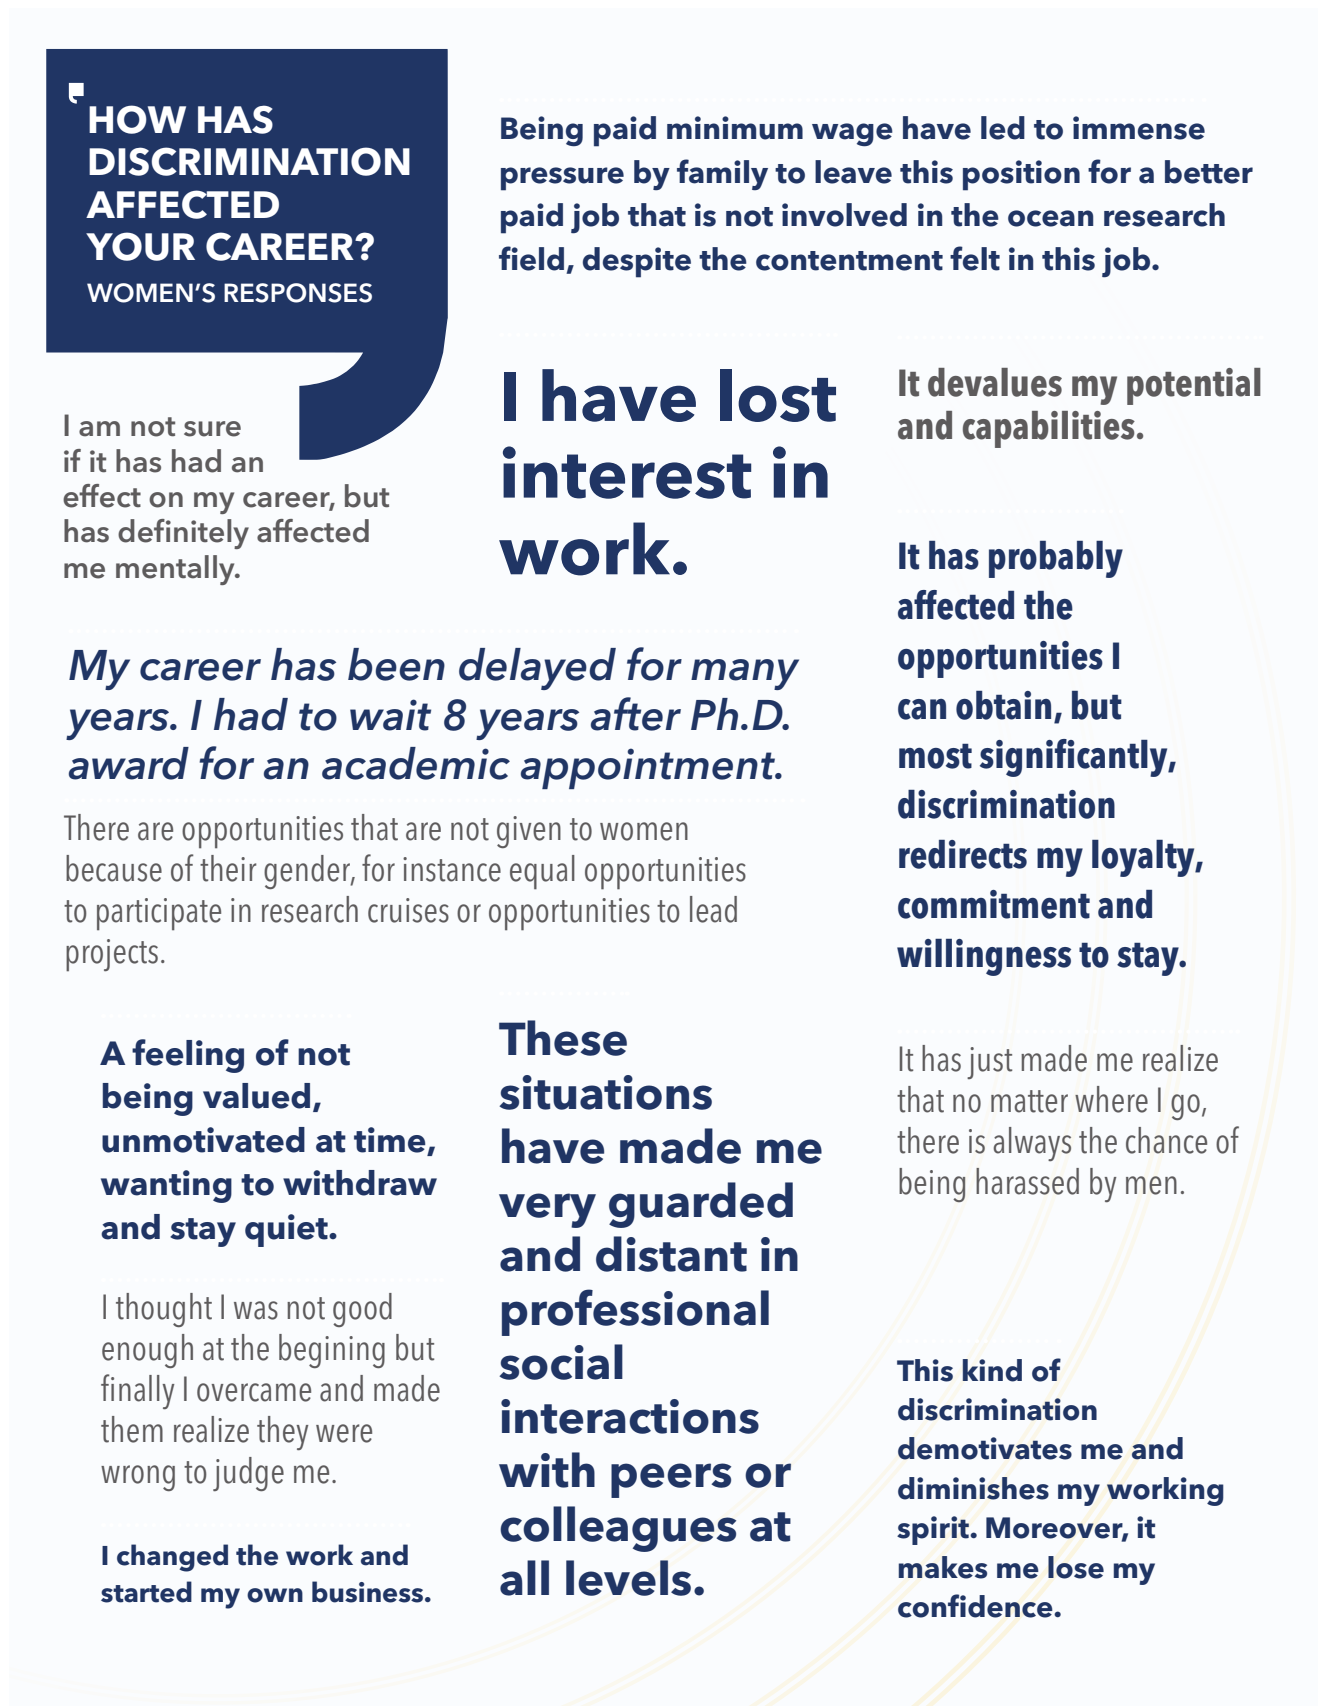 HOW HAS
DISCRIMINATION
AFFECTED
YOUR CAREER?
WOMEN'S RESPONSES
Being paid minimum wage have led to immense
pressure by family to leave this position for a better
paid job that is not involved in the ocean research
field, despite the contentment felt in this job.
I am not sure
if it has had an
effect on my career, but
has definitely affected
me mentally.
I have lost
interest in
work.
It devalues my potential
and capabilities.
It has probably
affected the
opportunities I
can obtain, but
most significantly,
discrimination
redirects my loyalty,
commitment and
willingness to stay.
My career has been delayed for many
years. I had to wait 8 years after Ph.D.
award for an academic appointment.
There are opportunities that are not given to women
because of their gender, for instance equal opportunities
to participate in research cruises or opportunities to lead
projects.
A feeling of not
being valued,
unmotivated at time,
wanting to withdraw
and stay quiet.
I thought I was not good
enough at the begining but
finally I overcame and made
them realize they were
wrong to judge me.
I changed the work and
started my own business.
These
situations
have made me
very guarded
and distant in
professional
social
interactions
with peers or
colleagues at
all levels.
It has just made me realize
that no matter where I go,
there is always the chance of
being harassed by men.
This kind of
discrimination
demotivates me and
diminishes my working
spirit. Moreover, it
makes me lose my
confidence.